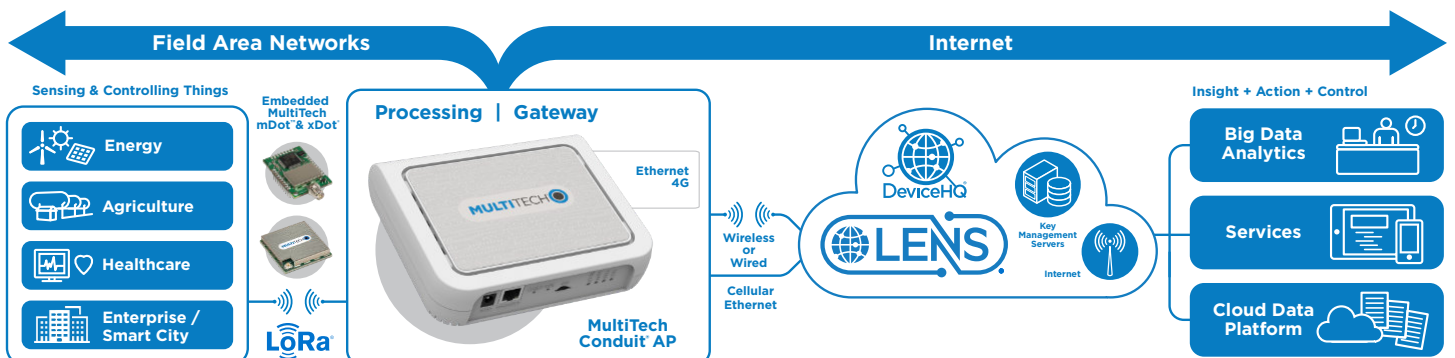 Field Area Networks
Internet
Sensing & Controlling Things
Energy
Agriculture
Healthcare
Enterprise /
Smart City
Embedded
MultiTech
mDot™ & xDot®
LoRa®
Processing | Gateway
Ethernet
4G
MULTITECH
MULTITECH
MultiTech
Conduit® AP
Wireless
or
Wired
Cellular
Ethernet
DeviceHQ®
LENS®
Key
Management
Servers
Internet
Insight + Action + Control
Big Data
Analytics
Services
Cloud Data
Platform